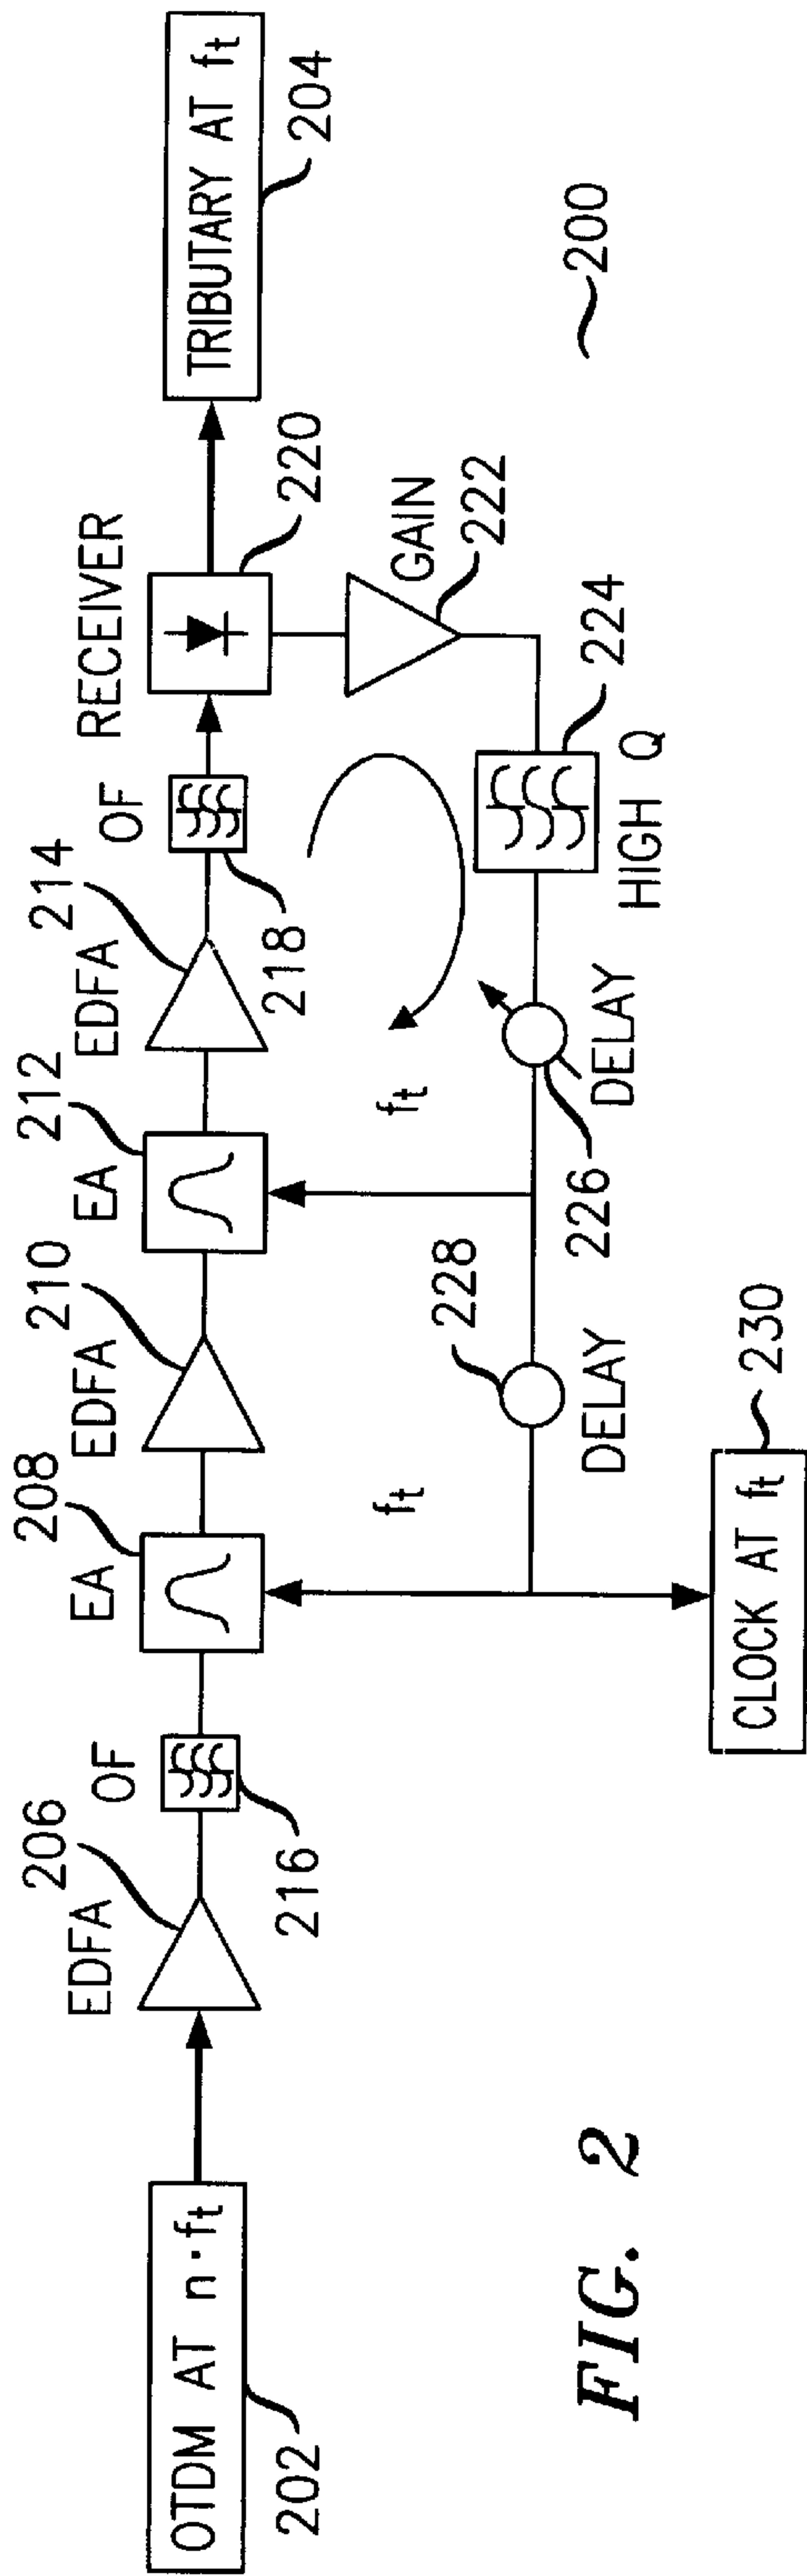 OTDM AT n·ft
202
EDFA
206
OF
216
EA
208
EDFA
210
EA
212
EDFA
214
OF
218
RECEIVER
220
TRIBUTARY AT ft
204
GAIN
222
HIGH Q
224
DELAY
226
ft
DELAY
228
ft
CLOCK AT ft
230
200
FIG. 2